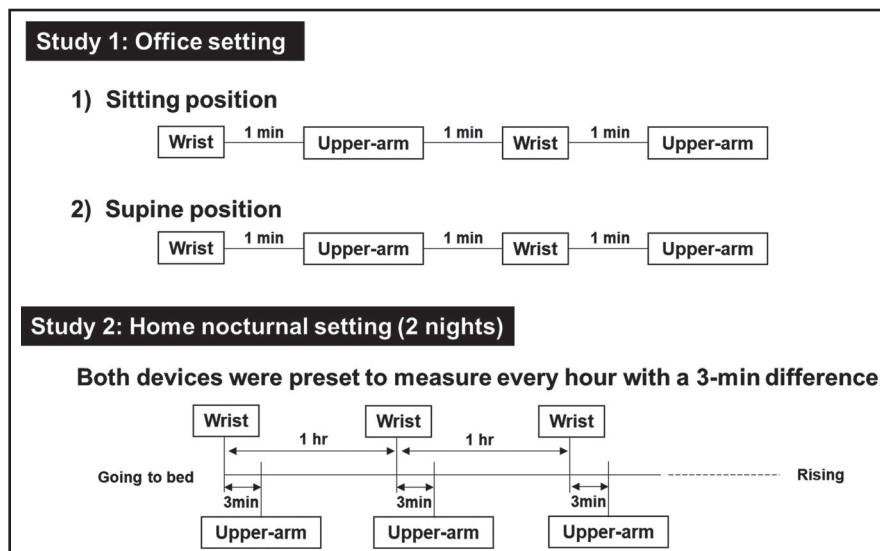 Study 1: Office setting
1) Sitting position
Wrist 1 min Upper-arm 1 min Wrist 1 min Upper-arm
2) Supine position
Wrist 1 min Upper-arm 1 min Wrist 1 min Upper-arm
Study 2: Home nocturnal setting (2 nights)
Both devices were preset to measure every hour with a 3-min difference
Wrist Wrist Wrist
1 hr 1 hr
Going to bed Rising
3min 3min 3min
Upper-arm Upper-arm Upper-arm